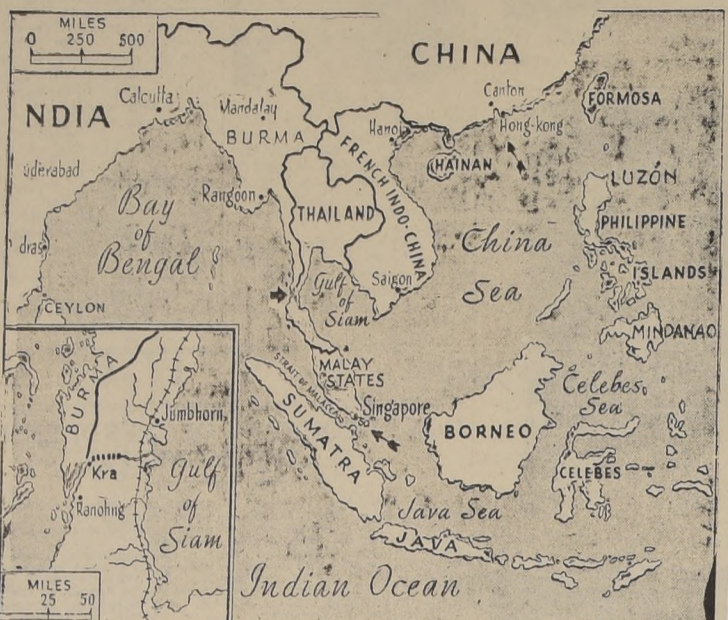 MILES
0 250 500
CHINA
Calcutta
Mandalay
Canton
FORMOSA
NDIA
BURMA
Hanoi
Hong-kong
HAINAN
üderabad
FRENCH INDO-CHINA
LUZÓN
Rangoon
Bay
of
Bengal
THAILAND
PHILIPPINE
ISLANDS
China
Sea
dras
Saigon
Gulf
of
Siam
CEYLON
MINDANAO
MALAY
STATES
STRAIT OF MALACCA
Singapore
SUMATRA
BORNEO
Celebes
Sea
CELEBES
Java Sea
JAVA
Indian Ocean
BURMA
Jumbhorn
Kra
Ranohng
Gulf
of
Siam
MILES
25 50